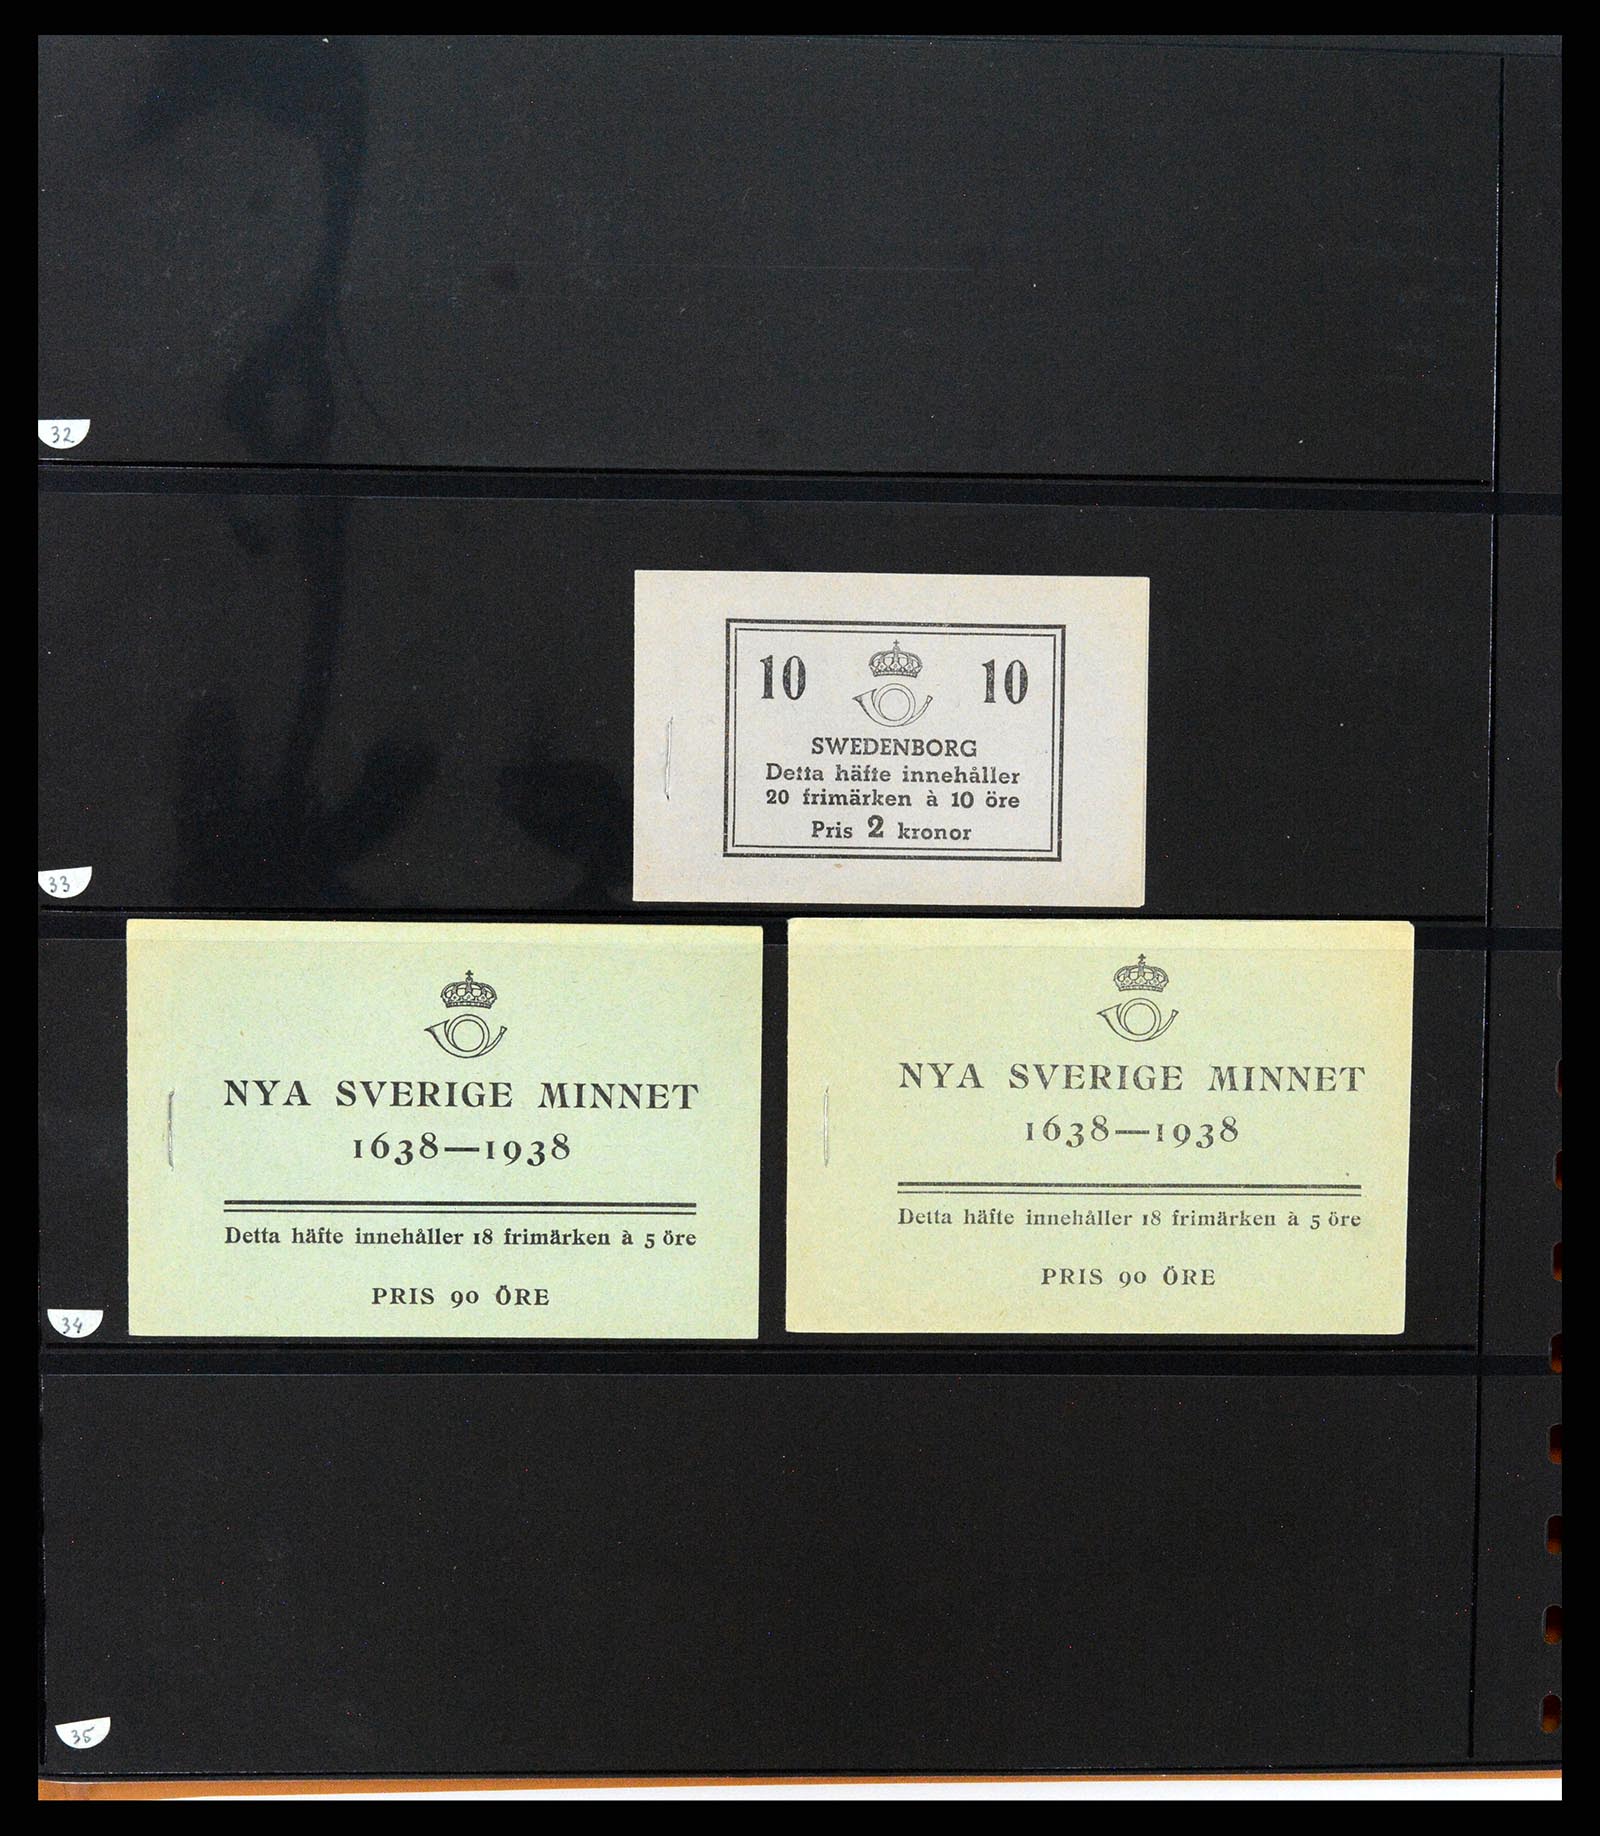 32
10 10
SWEDENBORG
Detta häfte innehåller
20 frimärken à 10 öre
Pris 2 kronor
33
NYA SVERIGE MINNET
1638—1938
Detta häfte innehåller 18 frimärken à 5 öre
PRIS 90 ÖRE
NYA SVERIGE MINNET
1638—1938
Detta häfte innehåller 18 frimärken à 5 öre
PRIS 90 ÖRE
34
35